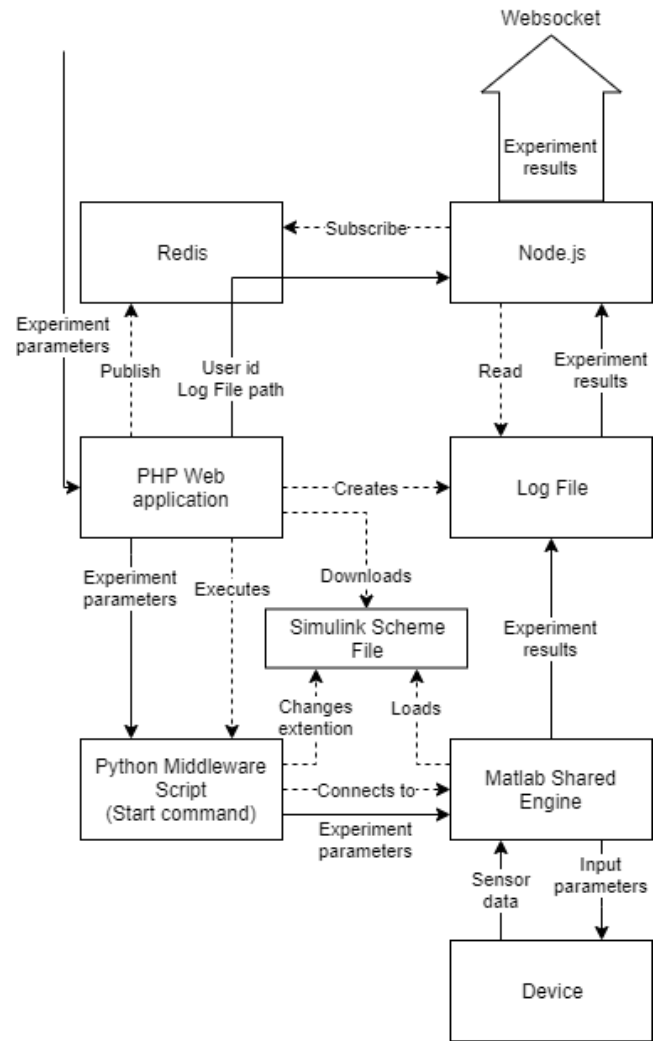 Websocket
Experiment
results
Redis
Subscribe
Node.js
Experiment
parameters
Publish
User id
Log File path
Read
Experiment
results
PHP Web
application
Creates
Log File
Experiment
parameters
Executes
Downloads
Simulink Scheme
File
Experiment
results
Changes
extention
Loads
Python Middleware
Script
(Start command)
Connects to
Experiment
parameters
Matlab Shared
Engine
Sensor
data
Input
parameters
Device